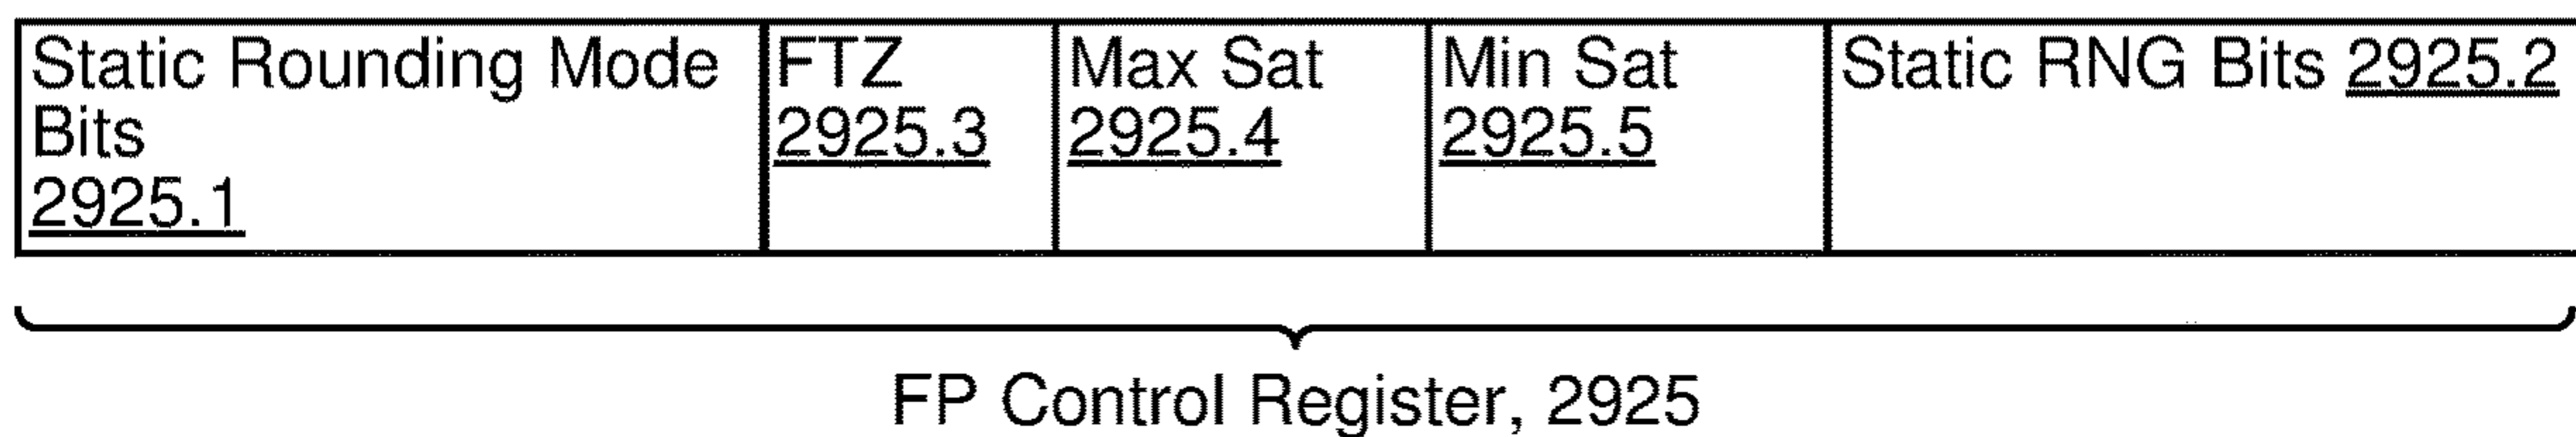 Static Rounding Mode
Bits
2925.1
FTZ
2925.3
Max Sat
2925.4
Min Sat
2925.5
Static RNG Bits 2925.2
FP Control Register, 2925